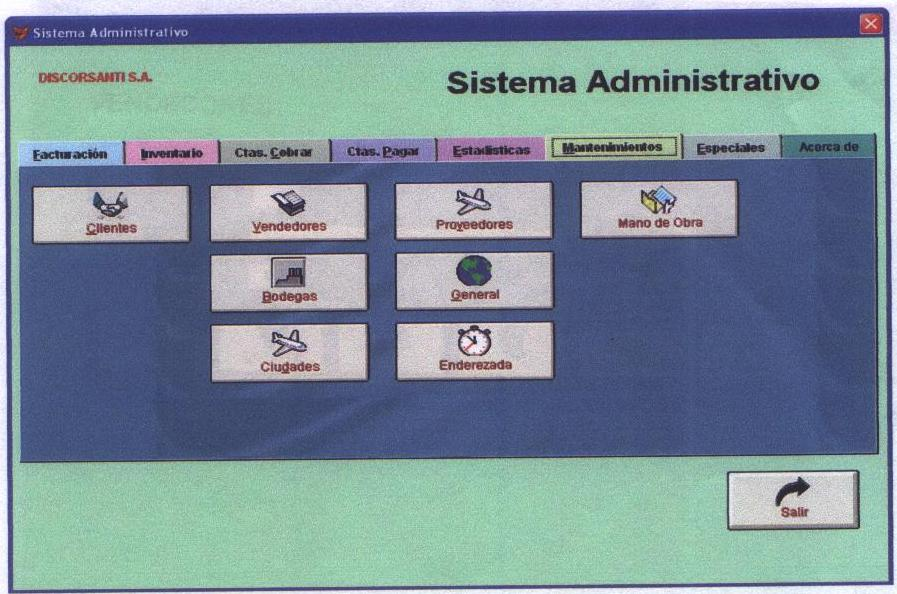 Sistema Administrativo
DISCORSANTI S.A.
Sistema Administrativo
Facturación Inventario Ctas. Cobrar Ctas. Pagar Estadísticas Mantenimientos Especiales Acerca de
Clientes Vendedores Proveedores Mano de Obra
Bodegas General
Ciudades Enderezada
Salir